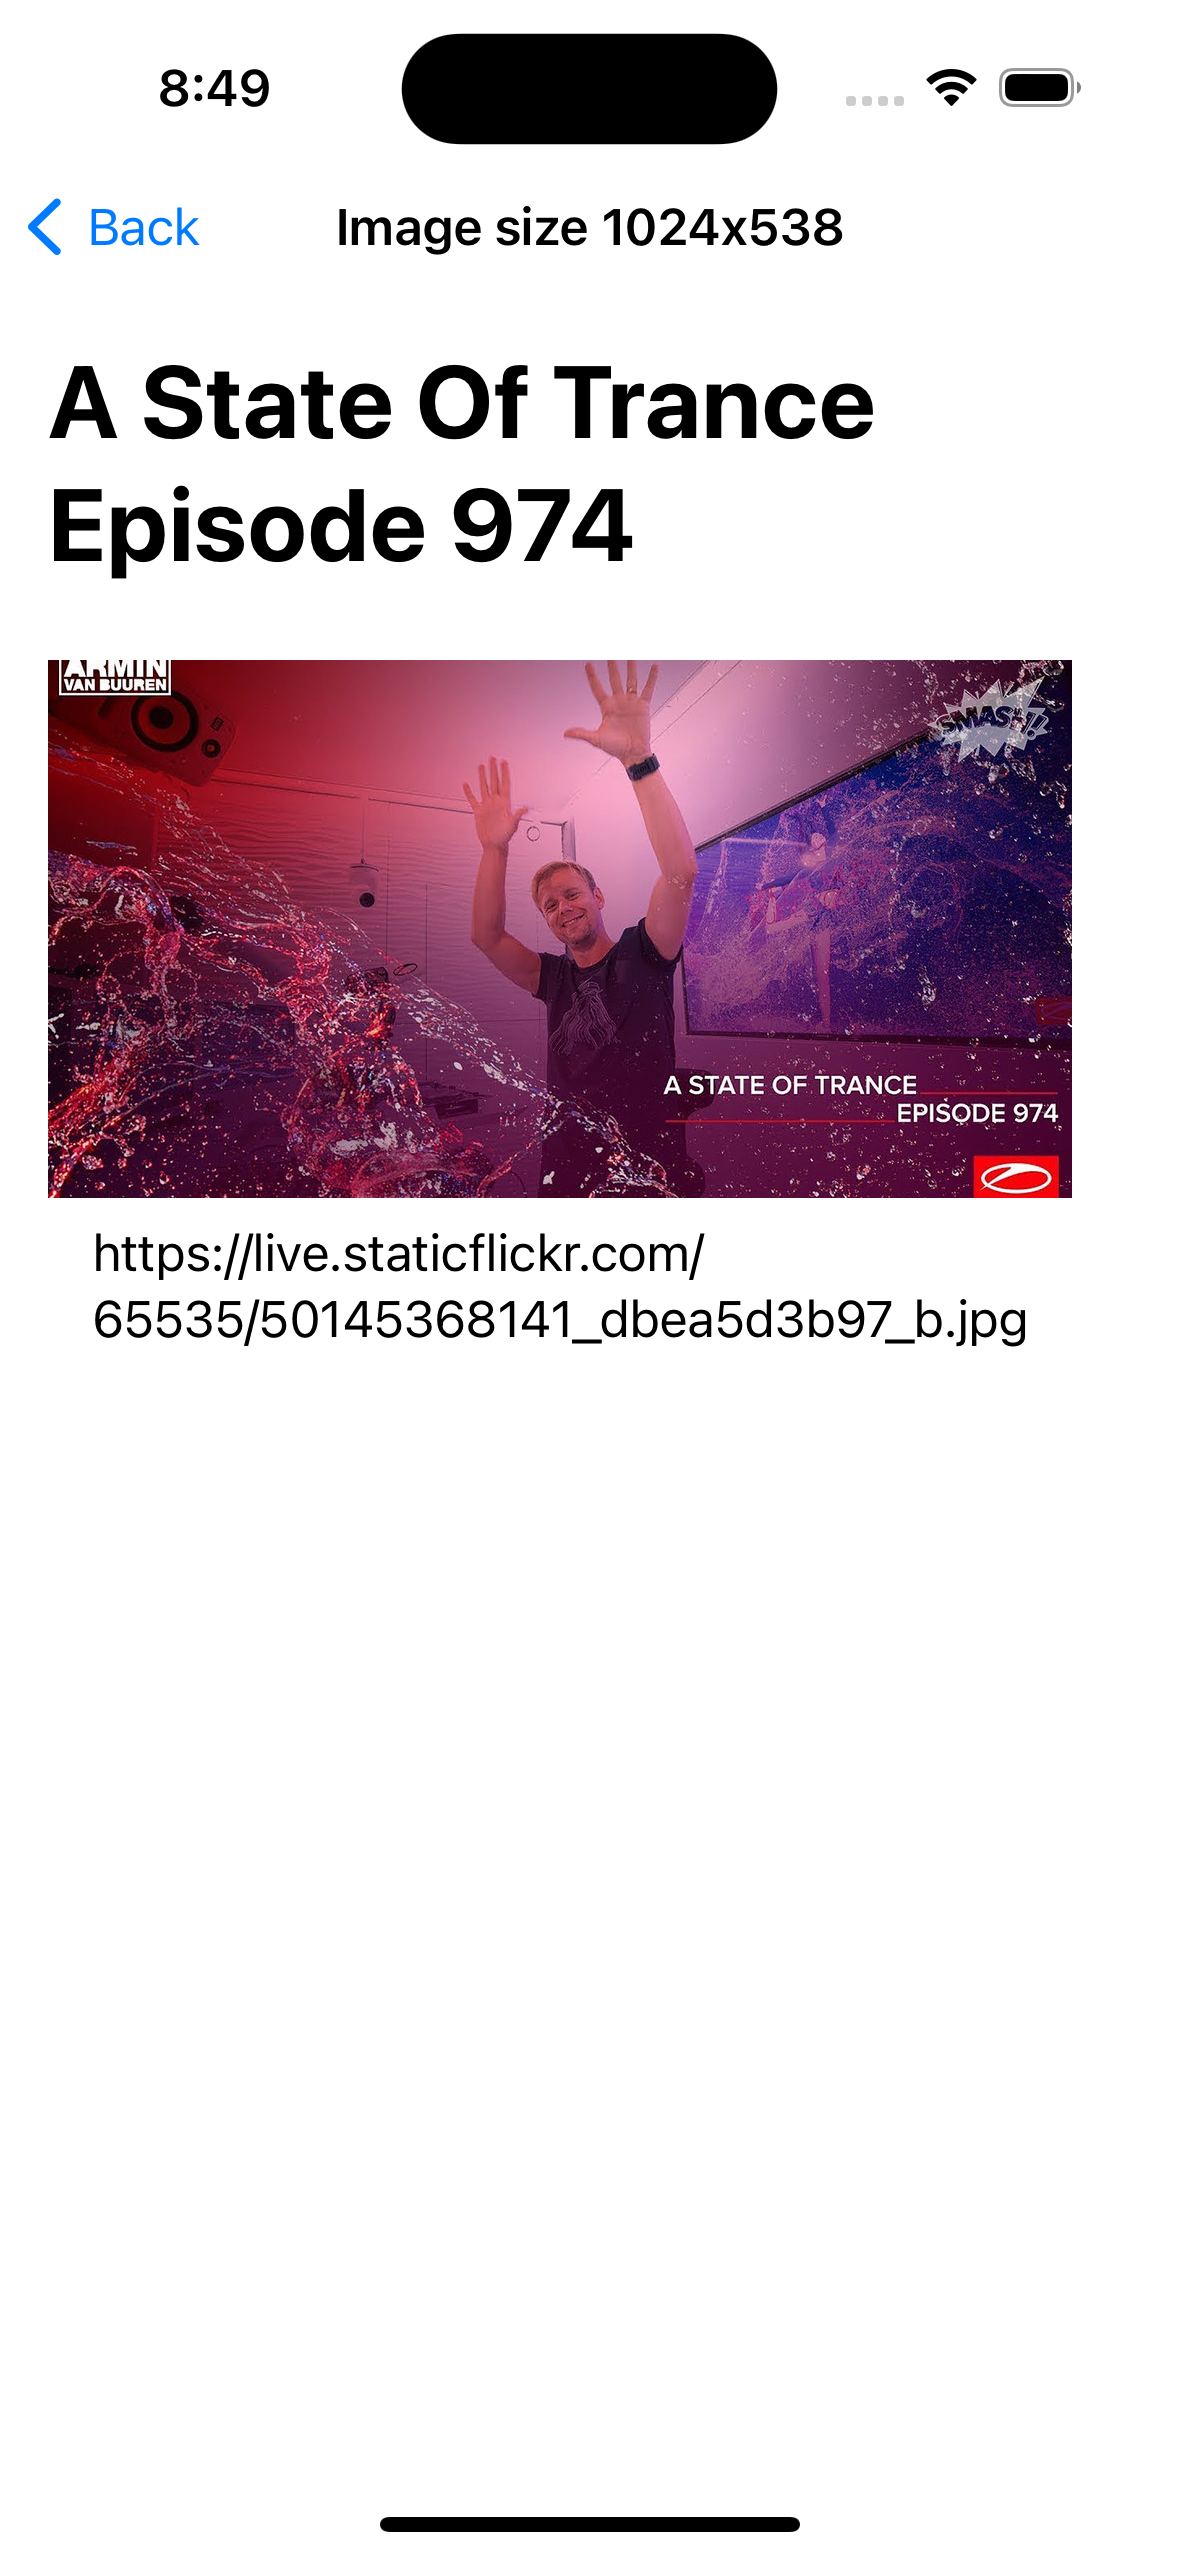 8:49
Back
Image size 1024x538
A State Of Trance
Episode 974
ARMIN
VAN BUUREN
SMASH!!
A STATE OF TRANCE
EPISODE 974
https://live.staticflickr.com/
65535/50145368141_dbea5d3b97_b.jpg